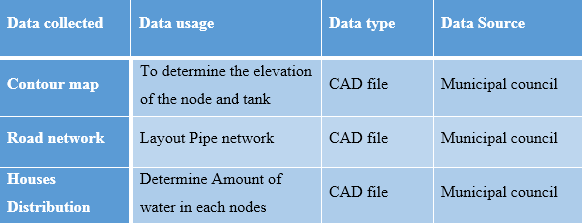 Data collected Data usage Data type Data Source
Contour map To determine the elevation of the node and tank CAD file Municipal council
Road network Layout Pipe network CAD file Municipal council
Houses Distribution Determine Amount of water in each nodes CAD file Municipal council